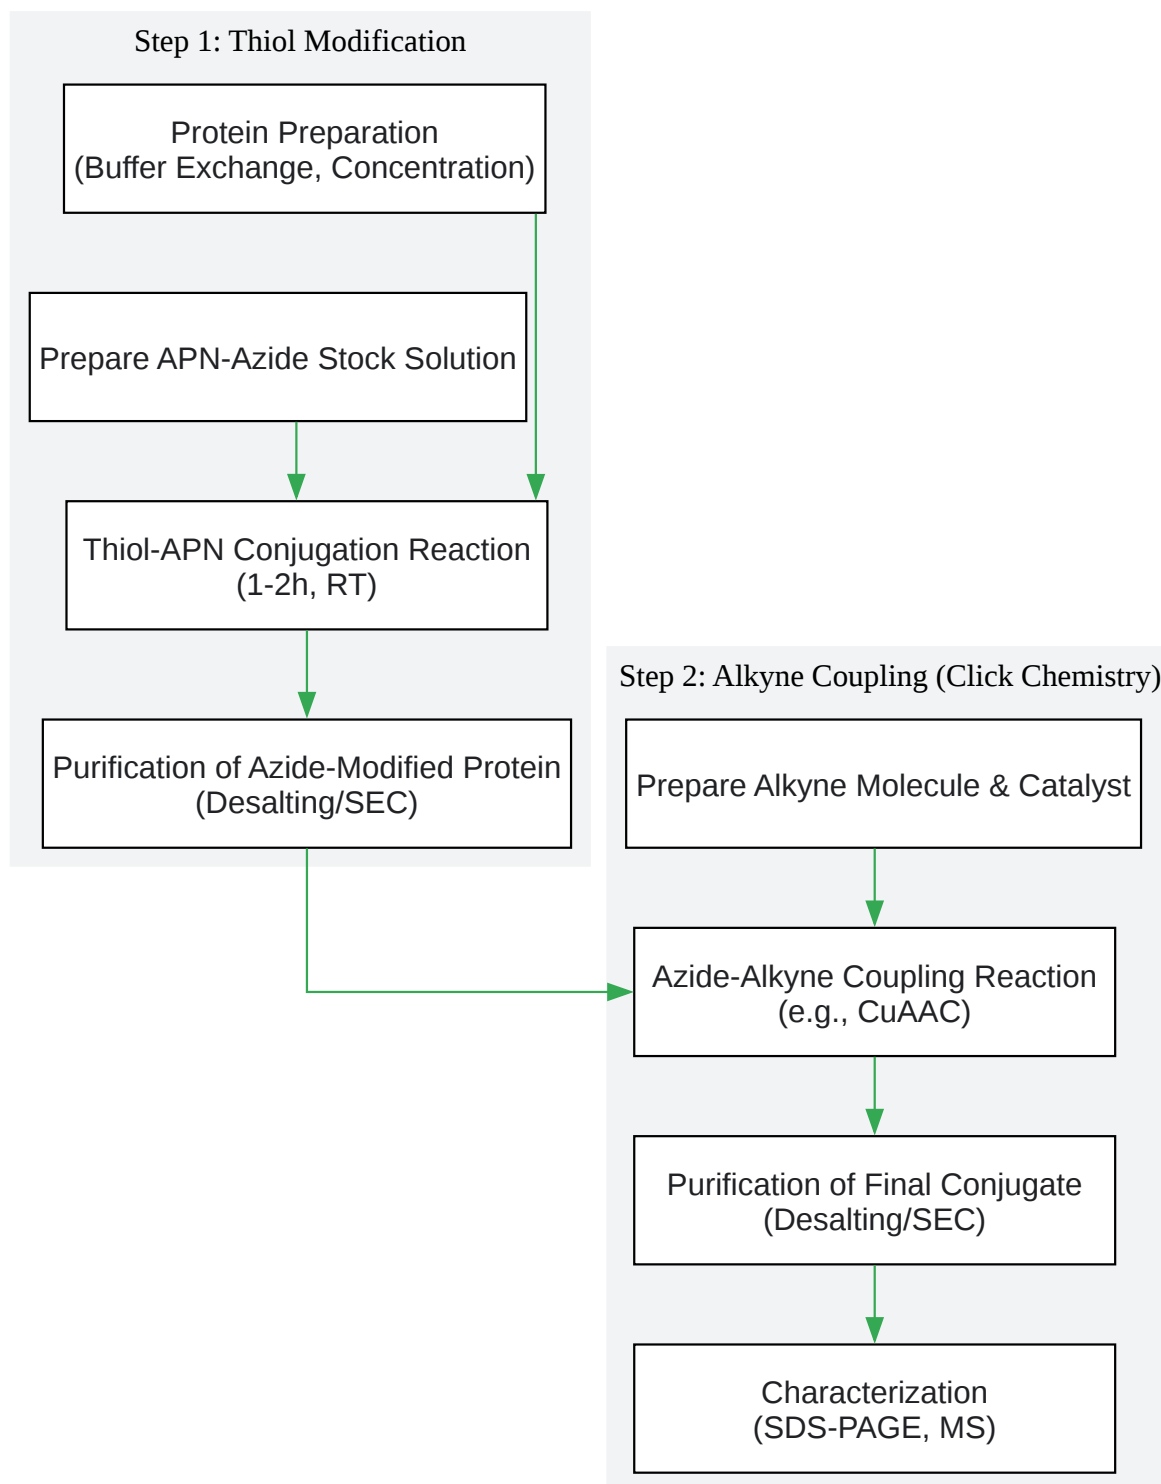 Step 1: Thiol Modification
Protein Preparation
(Buffer Exchange, Concentration)
Prepare APN-Azide Stock Solution
Thiol-APN Conjugation Reaction
(1-2h, RT)
Purification of Azide-Modified Protein
(Desalting/SEC)
Step 2: Alkyne Coupling (Click Chemistry)
Prepare Alkyne Molecule & Catalyst
Azide-Alkyne Coupling Reaction
(e.g., CuAAC)
Purification of Final Conjugate
(Desalting/SEC)
Characterization
(SDS-PAGE, MS)